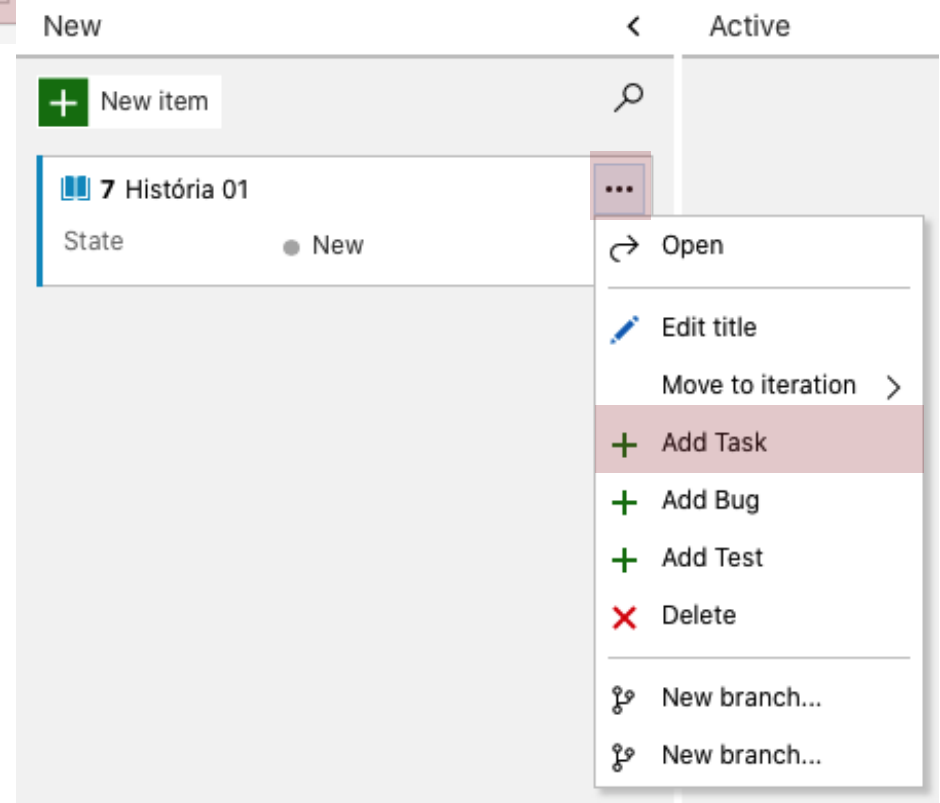 New
Active
New item
7 História 01
State
New
Open
Edit title
Move to iteration
Add Task
Add Bug
Add Test
Delete
New branch...
New branch...